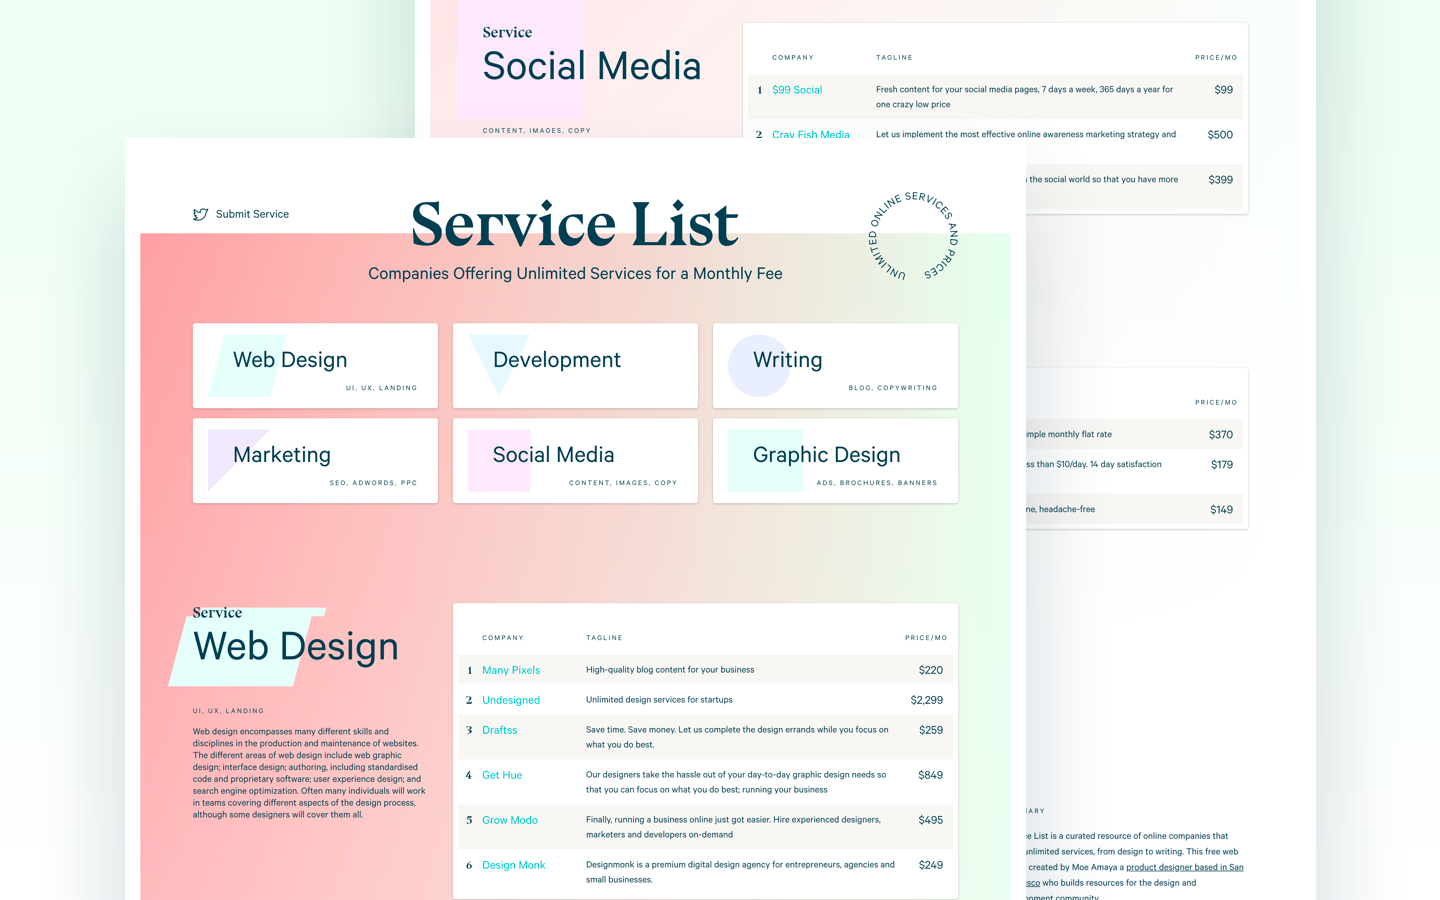 Service
Social Media
CONTENT, IMAGES, COPY
COMPANY TAGLINE PRICE/MO
1 $99 Social Fresh content for your social media pages, 7 days a week, 365 days a year for $99
one crazy low price
2 Cray Fish Media Let us implement the most effective online awareness marketing strategy and $500
the social world so that you have more $399
Submit Service
Service List
UNLIMITED ONLINE SERVICES AND PRICES
Companies Offering Unlimited Services for a Monthly Fee
Web Design
UI, UX, LANDING
Development
Writing
BLOG, COPYWRITING
Marketing
SEO, ADWORDS, PPC
Social Media
CONTENT, IMAGES, COPY
Graphic Design
ADS, BROCHURES, BANNERS
PRICE/MO
monthly flat rate $370
than $10/day. 14 day satisfaction $179
headache-free $149
Service
Web Design
UI, UX, LANDING
Web design encompasses many different skills and
disciplines in the production and maintenance of websites.
The different areas of web design include web graphic
design; interface design; authoring, including standardised
code and proprietary software; user experience design; and
search engine optimization. Often many individuals will work
in teams covering different aspects of the design process,
although some designers will cover them all.
COMPANY TAGLINE PRICE/MO
1 Many Pixels High-quality blog content for your business $220
2 Undesigned Unlimited design services for startups $2,299
3 Draftss Save time. Save money. Let us complete the design errands while you focus on $259
what you do best.
4 Get Hue Our designers take the hassle out of your day-to-day graphic design needs so $849
that you can focus on what you do best; running your business
5 Grow Modo Finally, running a business online just got easier. Hire experienced designers, $495
marketers and developers on-demand
6 Design Monk Designmonk is a premium digital design agency for entrepreneurs, agencies and $249
small businesses.
List is a curated resource of online companies that
unlimited services, from design to writing. This free web
created by Moe Amaya a product designer based in San
who builds resources for the design and
community.